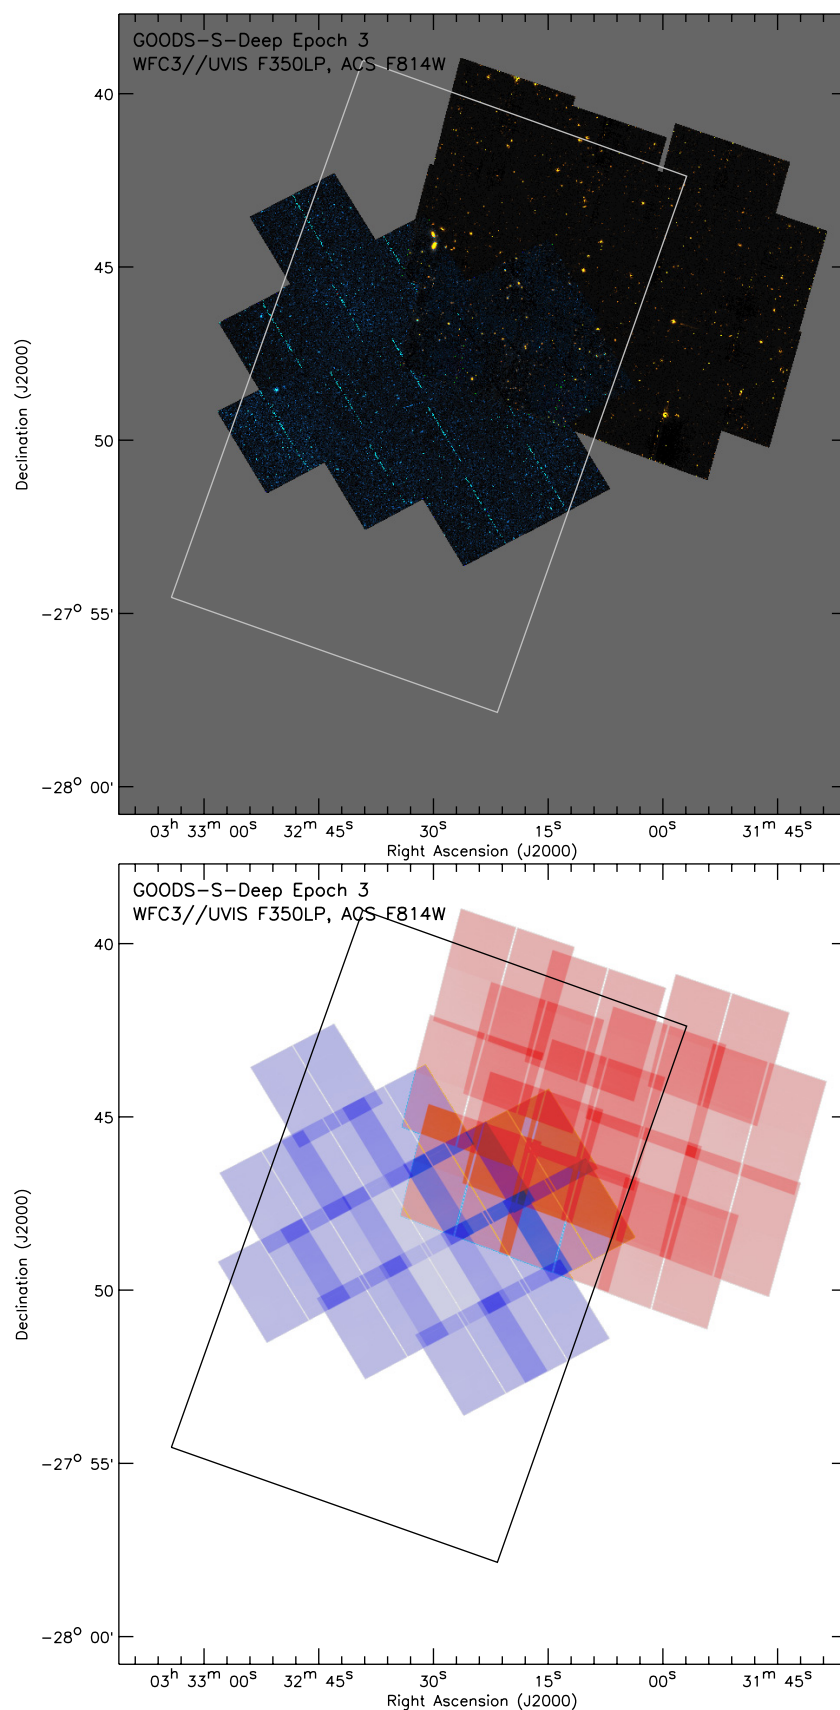 GOODS-S-Deep Epoch 3
WFC3//UVIS F350LP, ACS F814W
40
45
50
-27° 55'
-28° 00'
Declination (J2000)
03h 33m 00s 32m 45s 30s 15s 00s 31m 45s
Right Ascension (J2000)
GOODS-S-Deep Epoch 3
WFC3//UVIS F350LP, ACS F814W
40
45
50
-27° 55'
-28° 00'
Declination (J2000)
03h 33m 00s 32m 45s 30s 15s 00s 31m 45s
Right Ascension (J2000)